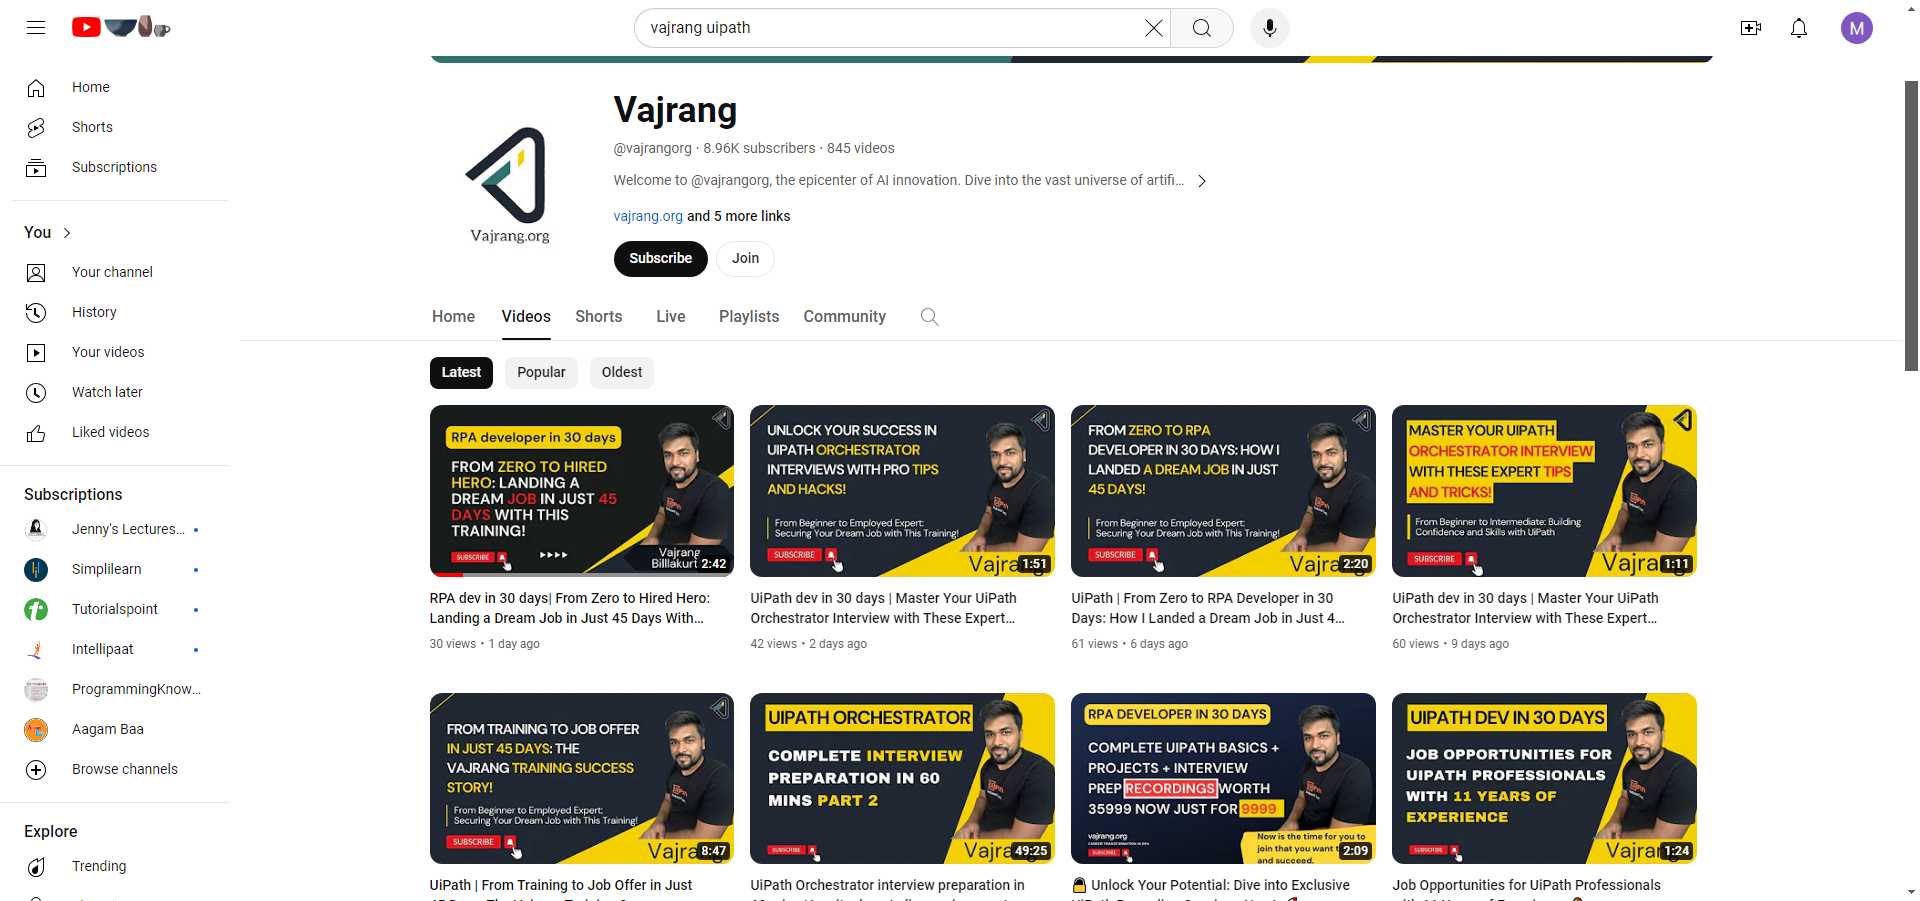 vajrang uipath
M
Home
Shorts
Subscriptions
You
Your channel
History
Your videos
Watch later
Liked videos
Subscriptions
Jenny's Lectures...
Simplilearn
Tutorialspoint
Intellipaat
ProgrammingKnow...
Aagam Baa
Browse channels
Explore
Trending
Vajrang.org
Vajrang
@vajrangorg · 8.96K subscribers · 845 videos
Welcome to @vajrangorg, the epicenter of AI innovation. Dive into the vast universe of artifi...
vajrang.org and 5 more links
Subscribe
Join
Home
Videos
Shorts
Live
Playlists
Community
Latest
Popular
Oldest
RPA developer in 30 days
FROM ZERO TO HIRED
HERO: LANDING A
DREAM JOB IN JUST 45
DAYS WITH THIS
TRAINING!
SUBSCRIBE
Vajrang
Billlakurt
2:42
RPA dev in 30 days| From Zero to Hired Hero:
Landing a Dream Job in Just 45 Days With...
30 views • 1 day ago
UNLOCK YOUR SUCCESS IN
UIPATH ORCHESTRATOR
INTERVIEWS WITH PRO TIPS
AND HACKS!
From Beginner to Employed Expert:
Securing Your Dream Job with This Training!
SUBSCRIBE
Vajra
1:51
UiPath dev in 30 days | Master Your UiPath
Orchestrator Interview with These Expert...
42 views • 2 days ago
FROM ZERO TO RPA
DEVELOPER IN 30 DAYS: HOW I
LANDED A DREAM JOB IN JUST
45 DAYS!
From Beginner to Employed Expert:
Securing Your Dream Job with This Training!
SUBSCRIBE
Vajra
2:20
UiPath | From Zero to RPA Developer in 30
Days: How I Landed a Dream Job in Just 4...
61 views • 6 days ago
MASTER YOUR UIPATH
ORCHESTRATOR INTERVIEW
WITH THESE EXPERT TIPS
AND TRICKS!
From Beginner to Intermediate: Building
Confidence and Skills with UiPath
SUBSCRIBE
Vajra
1:11
UiPath dev in 30 days | Master Your UiPath
Orchestrator Interview with These Expert...
60 views • 9 days ago
FROM TRAINING TO JOB OFFER
IN JUST 45 DAYS: THE
VAJRANG TRAINING SUCCESS
STORY!
From Beginner to Employed Expert:
Securing Your Dream Job with This Training!
SUBSCRIBE
Vajra
8:47
UiPath | From Training to Job Offer in Just
UIPATH ORCHESTRATOR
COMPLETE INTERVIEW
PREPARATION IN 60
MINS PART 2
SUBSCRIBE
Vajra
49:25
UiPath Orchestrator interview preparation in
RPA DEVELOPER IN 30 DAYS
COMPLETE UIPATH BASICS +
PROJECTS + INTERVIEW
PREP RECORDINGS WORTH
35999 NOW JUST FOR 9999
vajrang.org
SUBSCRIBE
Now is the time for you to
join that you want t
and succeed.
2:09
Unlock Your Potential: Dive into Exclusive
UIPATH DEV IN 30 DAYS
JOB OPPORTUNITIES FOR
UIPATH PROFESSIONALS
WITH 11 YEARS OF
EXPERIENCE
SUBSCRIBE
Vajran
1:24
Job Opportunities for UiPath Professionals